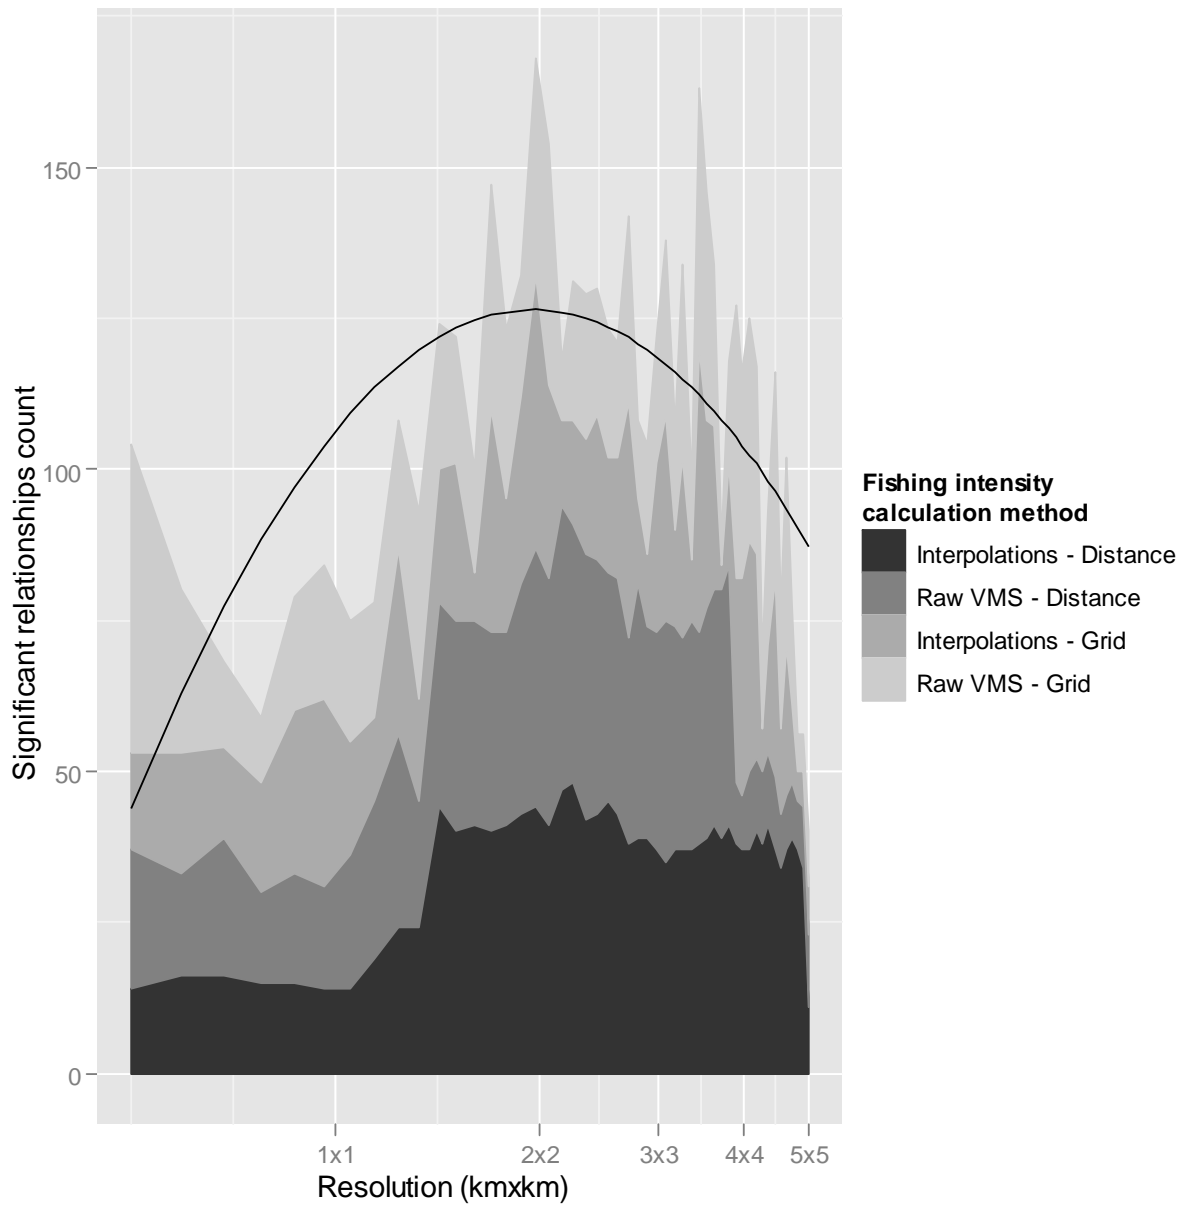 150
100
50
0
Significant relationships count
1x1 2x2 3x3 4x4 5x5
Resolution (kmxkm)
Fishing intensity
calculation method
Interpolations - Distance
Raw VMS - Distance
Interpolations - Grid
Raw VMS - Grid